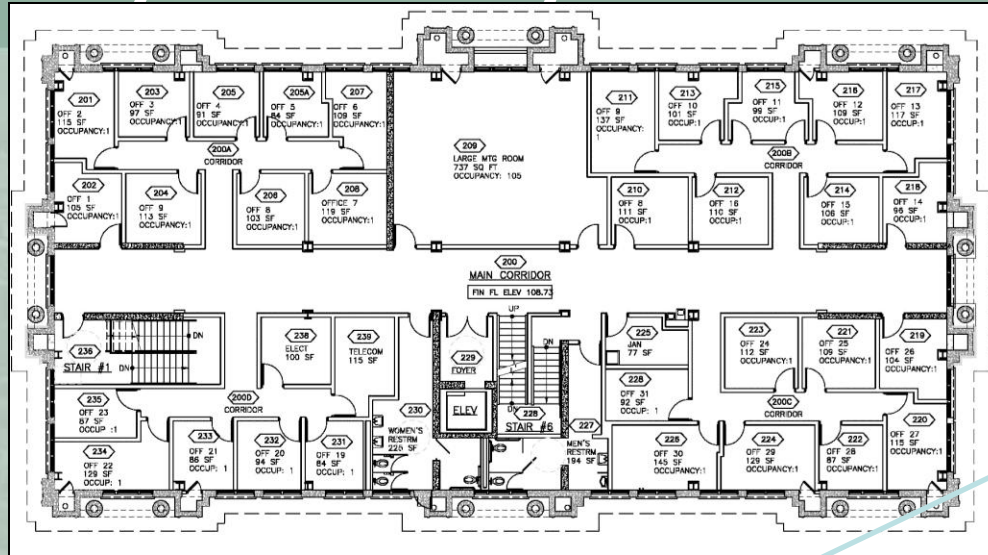 201
OFF 2
115 SF
OCCUPANCY:1
203
OFF 3
97 SF
OCCUPANCY:1
205
OFF 4
91 SF
OCCUPANCY:1
205A
OFF 5
84 SF
OCCUPANCY:1
207
OFF 6
109 SF
OCCUPANCY:1
200A
CORRIDOR
202
OFF 1
105 SF
OCCUPANCY:1
204
OFF 9
113 SF
OCCUPANCY:1
206
OFF 8
103 SF
OCCUPANCY:1
208
OFFICE 7
119 SF
OCCUPANCY:1
209
LARGE MTG ROOM
737 SQ FT
OCCUPANCY: 105
211
OFF 9
137 SF
OCCUPANCY:
1
213
OFF 10
101 SF
OCCUP: 1
215
OFF 11
99 SF
OCCUP: 1
216
OFF 12
109 SF
OCCUP: 1
217
OFF 13
117 SF
OCCUP: 1
200B
CORRIDOR
210
OFF 8
111 SF
OCCUP: 1
212
OFF 16
110 SF
OCCUP: 1
214
OFF 15
106 SF
OCCUP: 1
218
OFF 14
96 SF
OCCUP: 1
200
MAIN CORRIDOR
FIN FL ELEV 108.73
UP
DN
236
STAIR #1
DN
DN
238
ELECT
100 SF
239
TELECOM
115 SF
229
FOYER
ELEV
DN
228
STAIR #6
225
JAN
77 SF
228
OFF 31
92 SF
OCCUP: 1
223
OFF 24
112 SF
OCCUPANCY:1
221
OFF 25
109 SF
OCCUPANCY:1
219
OFF 26
104 SF
OCCUPANCY:1
200C
CORRIDOR
235
OFF 23
87 SF
OCCUP :1
200D
CORRIDOR
234
OFF 22
129 SF
OCCUP: 1
233
OFF 21
86 SF
OCCUP: 1
232
OFF 20
94 SF
OCCUP: 1
231
OFF 19
84 SF
OCCUP: 1
230
WOMEN'S
RESTRM
225 SF
227
MEN'S
RESTRM
194 SF
226
OFF 30
145 SF
OCCUPANCY:1
224
OFF 29
129 SF
OCCUPANCY:1
222
OFF 28
87 SF
OCCUPANCY:1
220
OFF 27
115 SF
OCCUPANCY:1